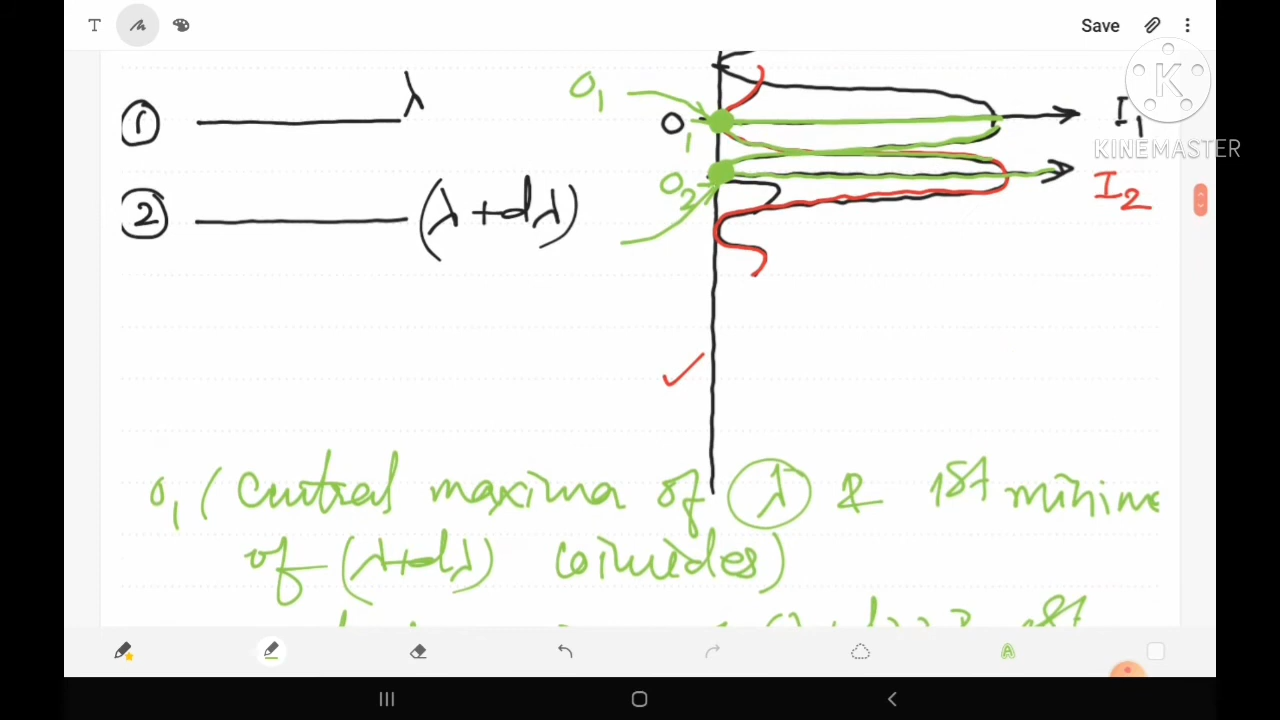 T
Save
K
KINEMASTER
① λ
O₁
O₁
I₁
② (λ+dλ)
O₂
I₂
O₁ (Central maxima of λ & 1st minima
of (λ+dλ) coincides)